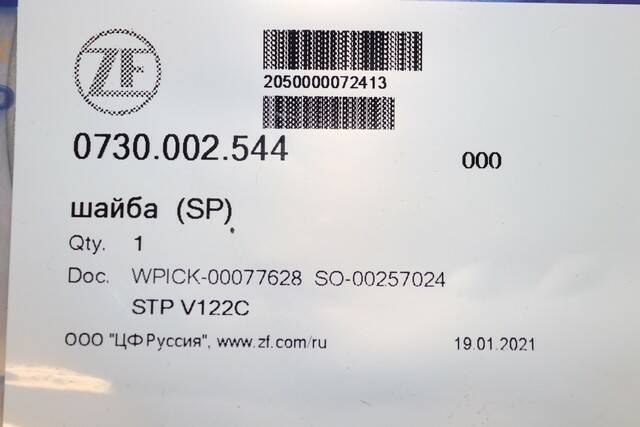 ZF
2050000072413
0730.002.544
000
шайба (SP)
Qty. 1
Doc. WPICK-00077628 SO-00257024
STP V122C
ООО "ЦФ Руссия", www.zf.com/ru 19.01.2021